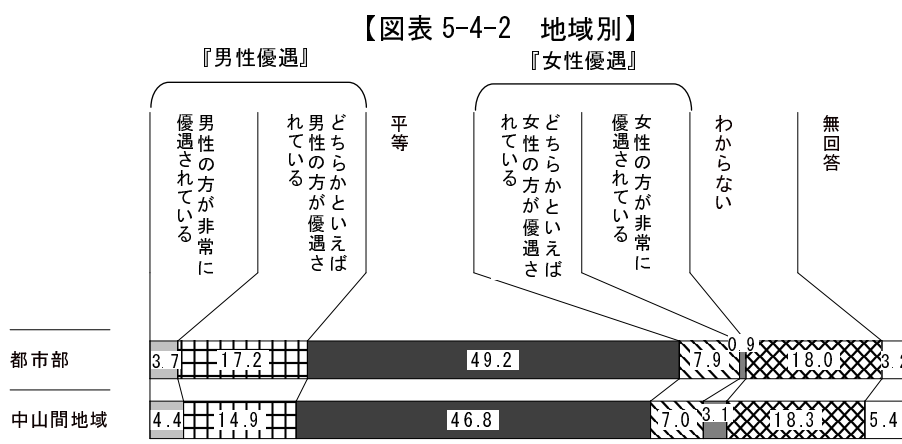 【図表 5-4-2 地域別】
『男性優遇』
『女性優遇』
男性の方が非常に
優遇されている
どちらかといえば
男性の方が優遇さ
れている
平等
どちらかといえば
女性の方が優遇さ
れている
女性の方が非常に
優遇されている
わからない
無回答
都市部
3.7
17.2
49.2
7.9
0.9
18.0
3.2
中山間地域
4.4
14.9
46.8
7.0
3.1
18.3
5.4